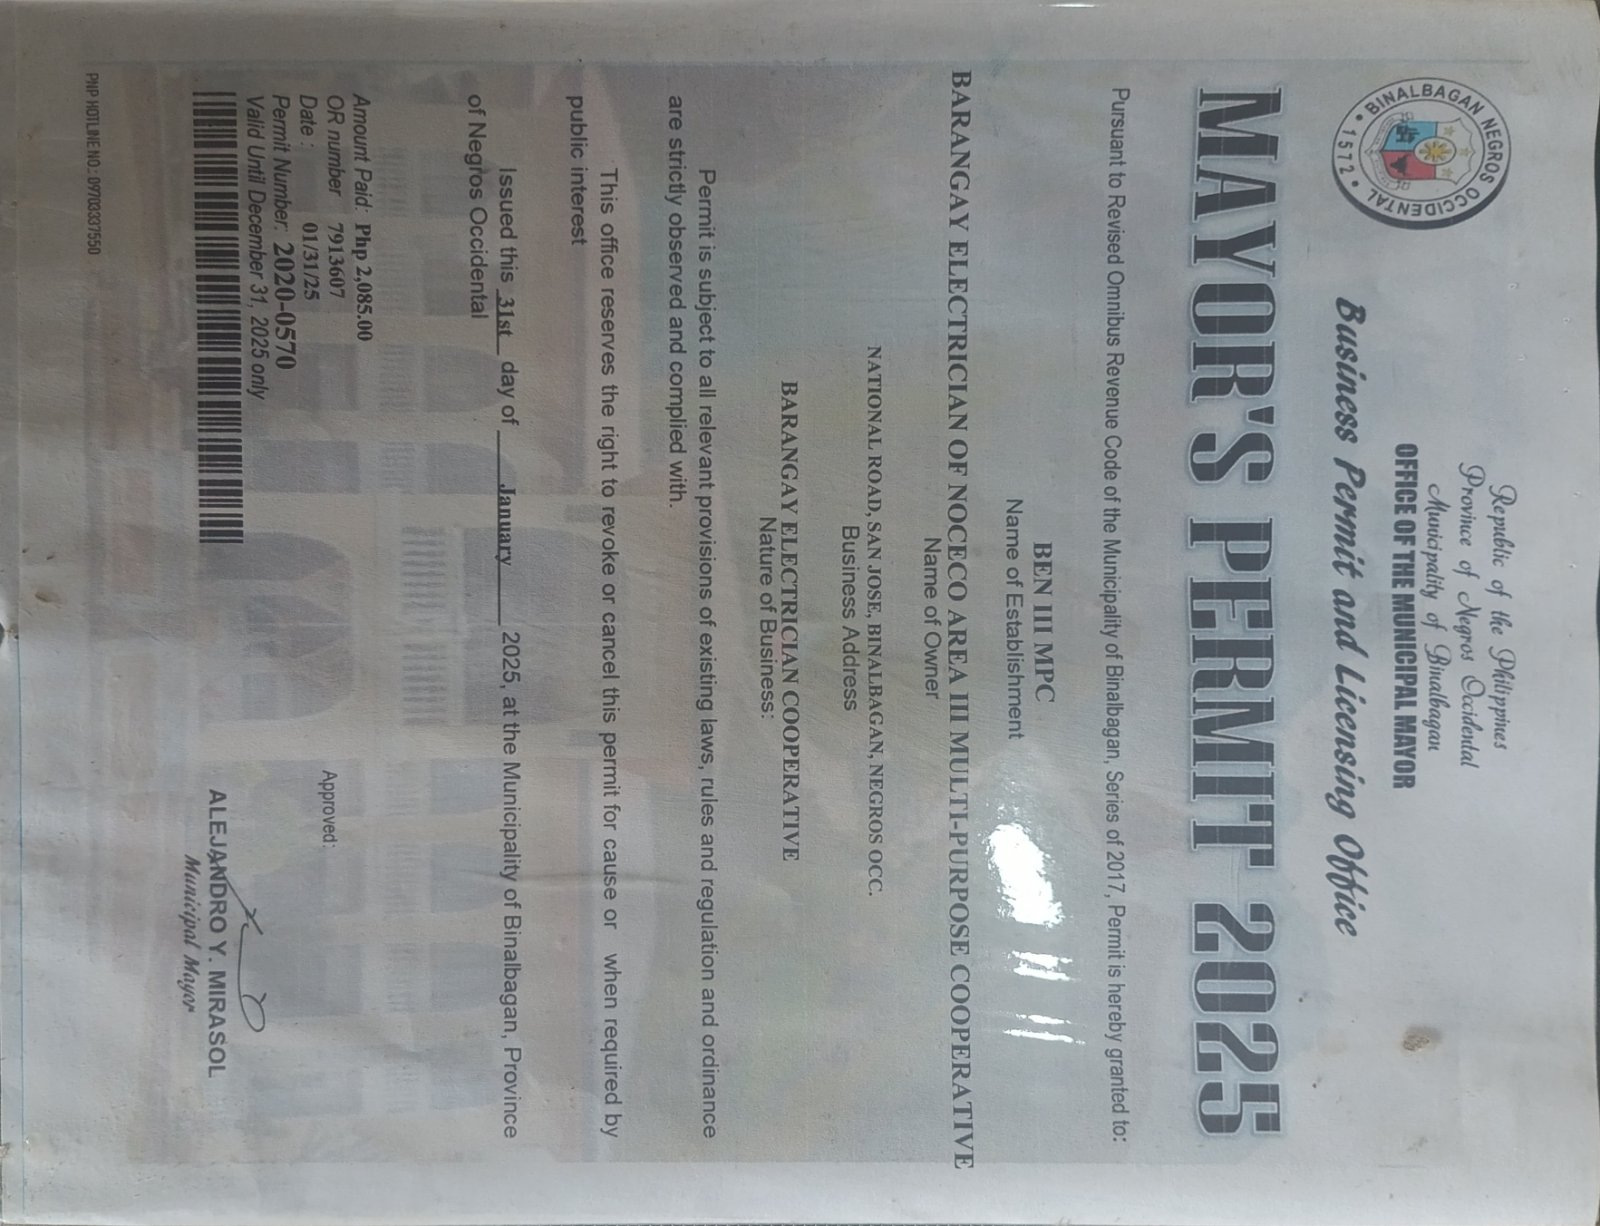 BINALBAGAN NEGROS OCCIDENTAL
1572
Republic of the Philippines
Province of Negros Occidental
Municipality of Binalbagan
OFFICE OF THE MUNICIPAL MAYOR
Business Permit and Licensing Office
MAYOR'S PERMIT 2025
Pursuant to Revised Omnibus Revenue Code of the Municipality of Binalbagan, Series of 2017, Permit is hereby granted to:
BEN III MPC
Name of Establishment
BARANGAY ELECTRICIAN OF NOCECO AREA III MULTI-PURPOSE COOPERATIVE
Name of Owner
NATIONAL ROAD, SAN JOSE, BINALBAGAN, NEGROS OCC.
Business Address
BARANGAY ELECTRICIAN COOPERATIVE
Nature of Business:
Permit is subject to all relevant provisions of existing laws, rules and regulation and ordinance
are strictly observed and complied with.
This office reserves the right to revoke or cancel this permit for cause or when required by
public interest
Issued this 31st day of January 2025, at the Municipality of Binalbagan, Province
of Negros Occidental
Amount Paid: Php 2,085.00
OR number 7913607
Date : 01/31/25
Permit Number: 2020-0570
Valid Until December 31, 2025 only
Approved:
ALEJANDRO Y. MIRASOL
Municipal Mayor
PNP HOTLINE NO.: 09703337550